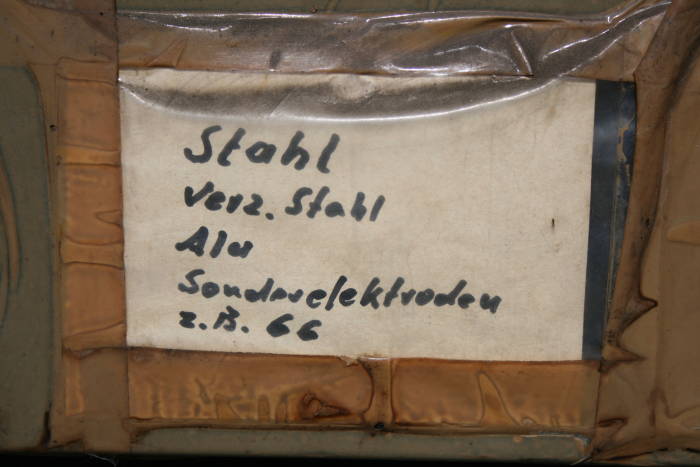 Stahl
Verz. Stahl
Alu
Sonderelektroden
z.B. 66